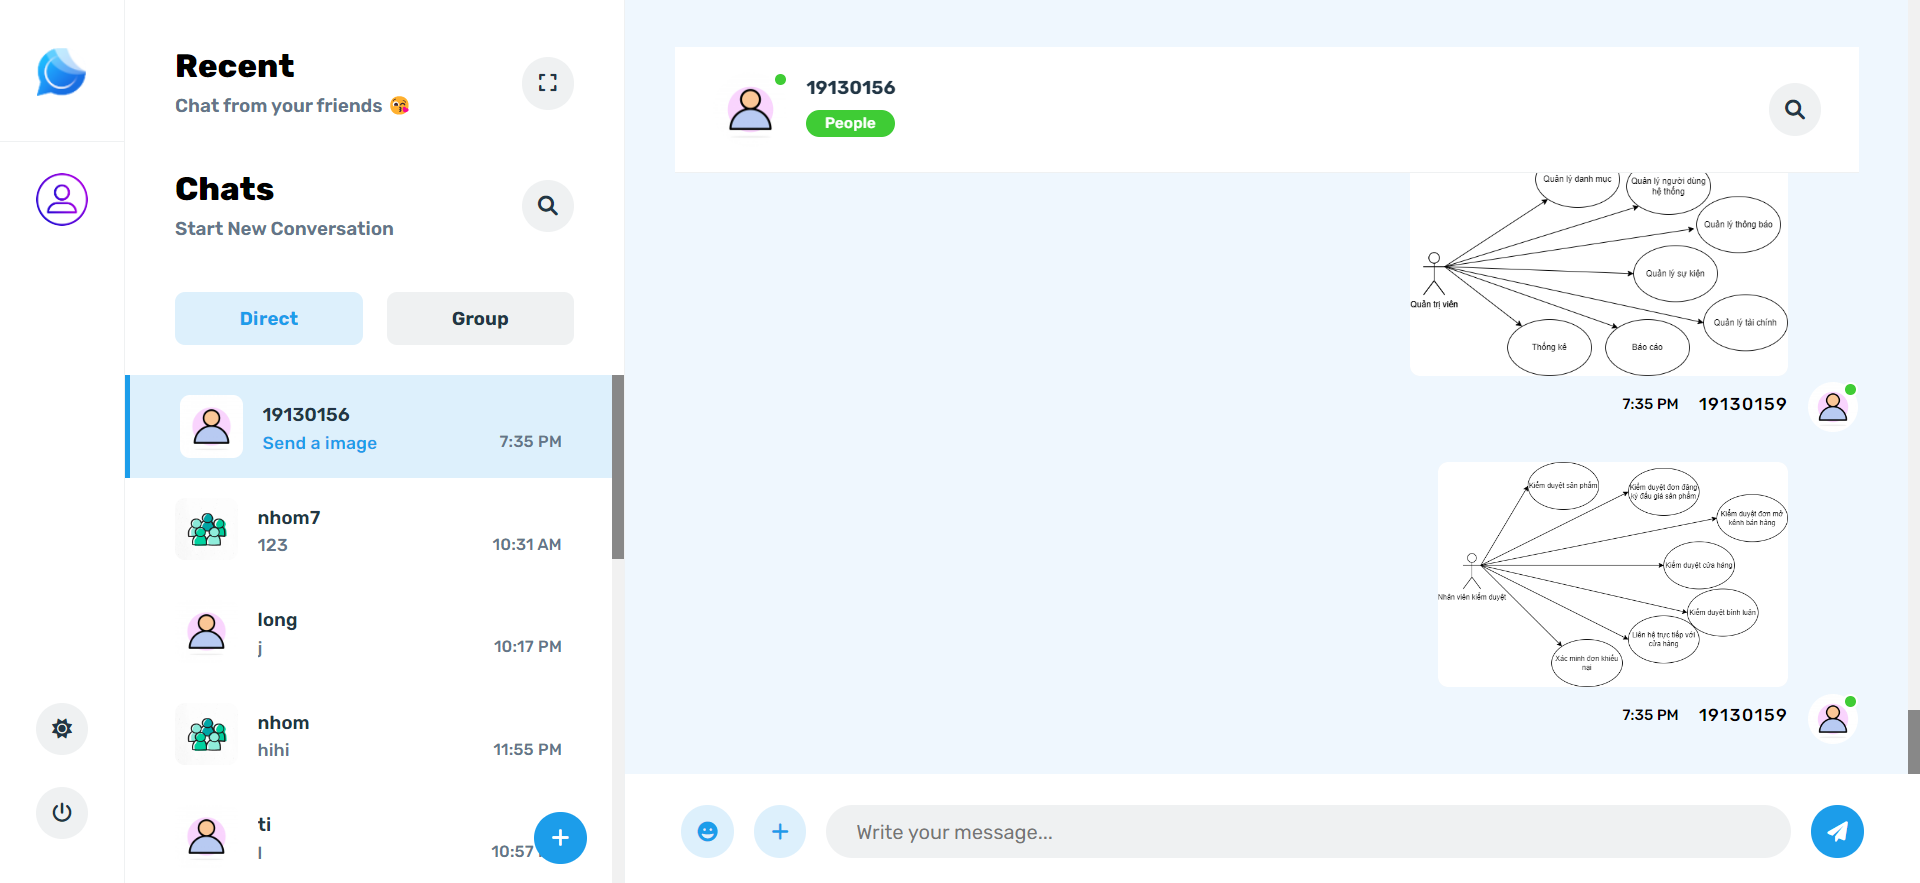 Recent
Chat from your friends 😘
Chats
Start New Conversation
Direct
Group
19130156
Send a image
7:35 PM
nhom7
123
10:31 AM
long
j
10:17 PM
nhom
hihi
11:55 PM
ti
l
10:57
19130156
People
Quản lý danh mục
Quản lý người dùng
hệ thống
Quản lý thông báo
Quản lý sự kiện
Quản trị viên
Quản lý tài chính
Thống kê
Báo cáo
7:35 PM 19130159
Kiểm duyệt sản phẩm
Kiểm duyệt đơn đăng
ký đấu giá sản phẩm
Kiểm duyệt đơn mở
kênh bán hàng
Kiểm duyệt cửa hàng
Nhân viên kiểm duyệt
Kiểm duyệt bình luận
Liên hệ trực tiếp với
cửa hàng
Xác minh đơn khiếu
nại
7:35 PM 19130159
Write your message...